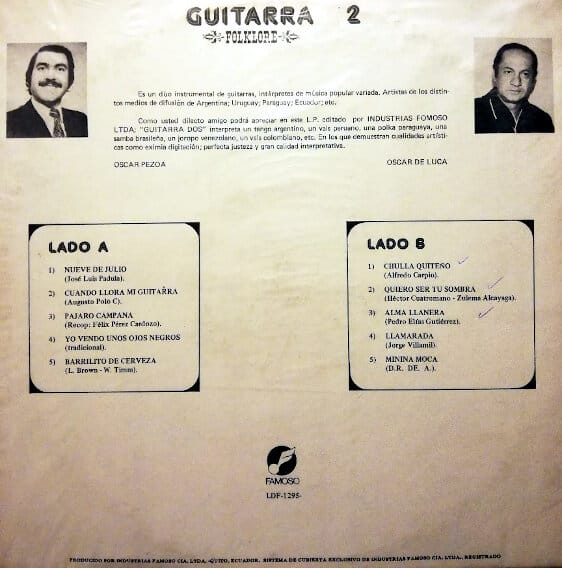 GUITARRA 2
FOLKLORE
Es un dúo instrumental de guitarras, intérpretes de música popular variada. Artistas de los distin-
tos medios de difusión de Argentina; Uruguay; Paraguay; Ecuador; etc.
Como usted dilecto amigo podrá apreciar en este L.P. editado por INDUSTRIAS FOMOSO
LTDA; "GUITARRA DOS" interpreta un tango argentino, un vals peruano, una polka paraguaya, una
samba brasileña, un joropo venezolano, un vals colombiano, etc. En los que demuestran cualidades artísti-
cas como eximia digitación; perfecta justeza y gran calidad interpretativa.
OSCAR PEZOA OSCAR DE LUCA
LADO A
1) NUEVE DE JULIO
(José Luis Padula).
2) CUANDO LLORA MI GUITARRA
(Augusto Polo C).
3) PAJARO CAMPANA
(Recop: Félix Pérez Cardozo).
4) YO VENDO UNOS OJOS NEGROS
(tradicional).
5) BARRILITO DE CERVEZA
(L. Brown - W. Timm).
LADO B
1) CHULLA QUITEÑO
(Alfredo Carpio).
2) QUIERO SER TU SOMBRA
(Héctor Cuatromano - Zulema Alcayaga).
3) ALMA LLANERA
(Pedro Elías Gutiérrez).
4) LLAMARADA
(Jorge Villamil).
5) MININA MOCA
(D.R. DE. A.).
FAMOSO
LDF-1295-
PRODUCIDO POR INDUSTRIAS FAMOSO CIA. LTDA. -QUITO, ECUADOR. SISTEMA DE CUBIERTA EXCLUSIVO DE INDUSTRIAS FAMOSO CIA. LTDA., REGISTRADO